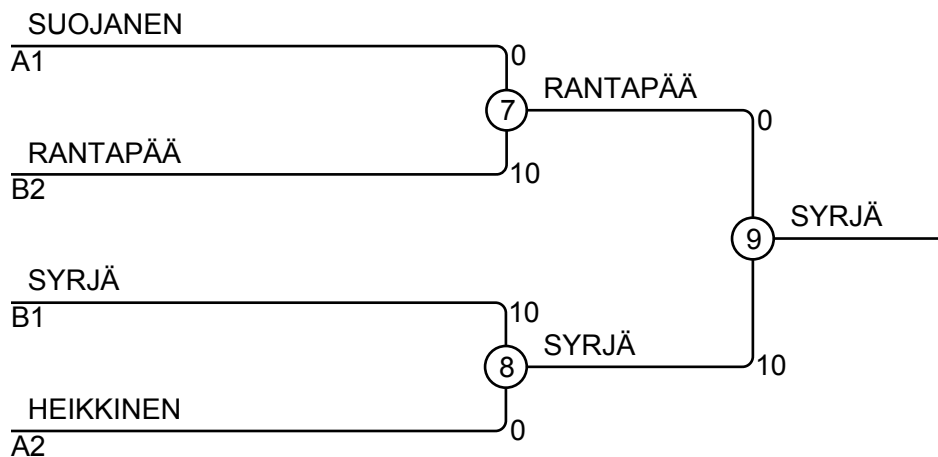 SUOJANEN
A1
0
7
RANTAPÄÄ
0
RANTAPÄÄ
B2
10
9
SYRJÄ
SYRJÄ
B1
10
8
SYRJÄ
10
HEIKKINEN
A2
0